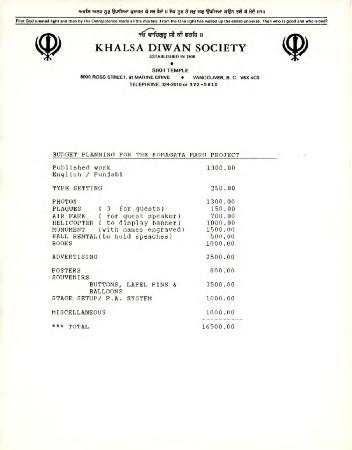 First God created light and then by His Omnipotence made all the mortals. From the One light has welled up the entire universe. Then who is good and who is bad?
KHALSA DIWAN SOCIETY
ESTABLISHED IN 1906
SIKH TEMPLE
8000 ROSS STREET, at MARINE DRIVE • VANCOUVER, B. C. V5X 4C5
TELEPHONE: 324-2010 or 322-5610
BUDGET PLANNING FOR THE KOMAGATA MARU PROJECT
Published work 1300.00
English / Punjabi
TYPE SETTING 250.00
PHOTOS 1300.00
PLAQUES ( 3 for guests) 150.00
AIR FARE ( for guest speaker) 700.00
HELICOPTER ( to display banner) 1000.00
MONUMENT (with names engraved) 1500.00
HALL RENTAL(to hold speaches) 500.00
BOOKS 1000.00
ADVERTISING 2500.00
POSTERS 800.00
SOUVENIRS
BUTTONS, LAPEL PINS & 3500.00
BALLOONS
STAGE SETUP/ P.A. SYSTEM 1000.00
MISCELLANEOUS 1000.00
*** TOTAL 16500.00